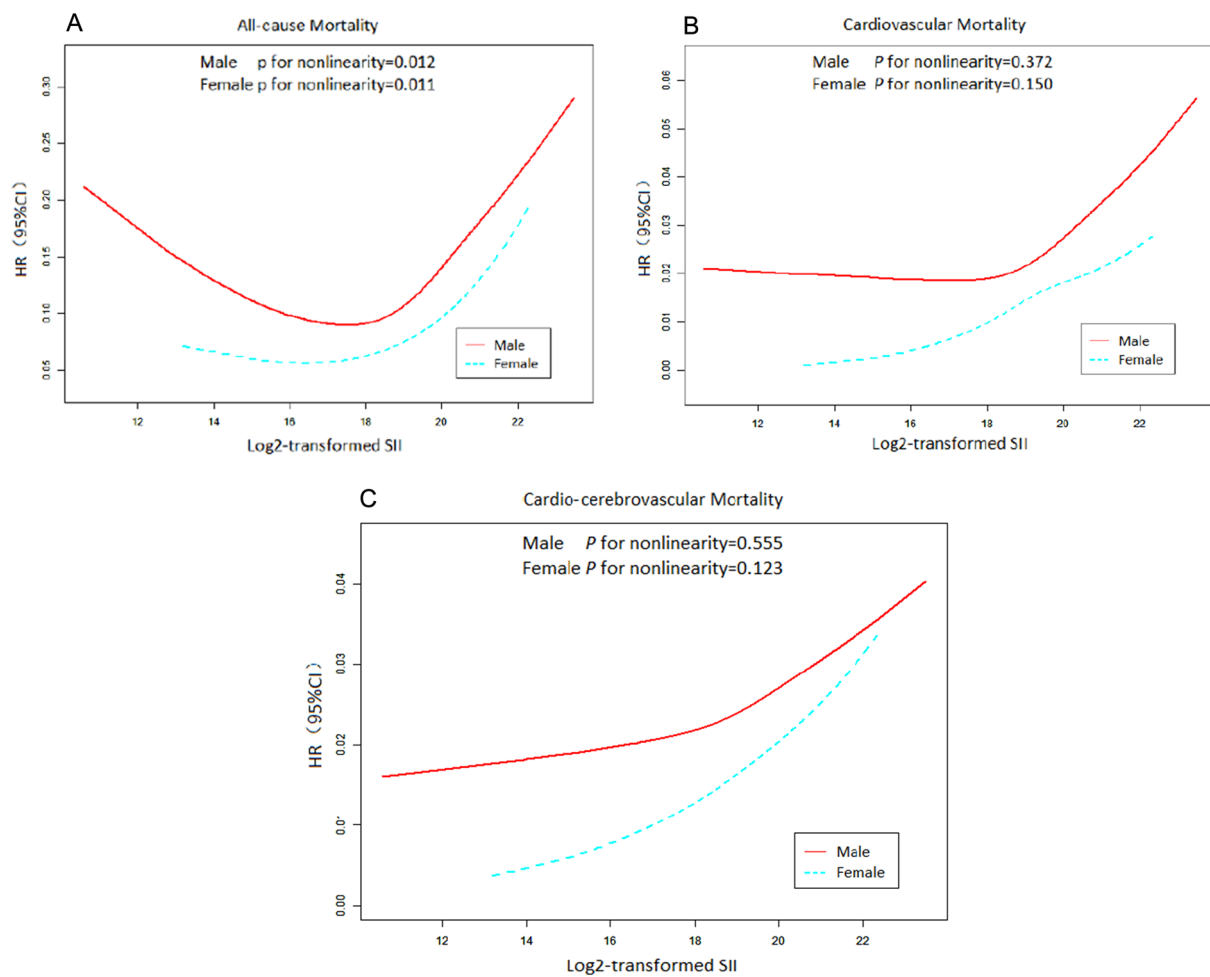 A
All-cause Mortality
Male p for nonlinearity=0.012
Female p for nonlinearity=0.011
HR（95%CI）
0.30
0.25
0.20
0.15
0.10
0.05
Male
Female
12 14 16 18 20 22
Log2-transformed SII
B
Cardiovascular Mortality
Male P for nonlinearity=0.372
Female P for nonlinearity=0.150
HR（95%CI）
0.06
0.05
0.04
0.03
0.02
0.01
0.00
Male
Female
12 14 16 18 20 22
Log2-transformed SII
C
Cardio-cerebrovascular Mortality
Male P for nonlinearity=0.555
Female P for nonlinearity=0.123
HR（95%CI）
0.04
0.03
0.02
0.01
0.00
Male
Female
12 14 16 18 20 22
Log2-transformed SII